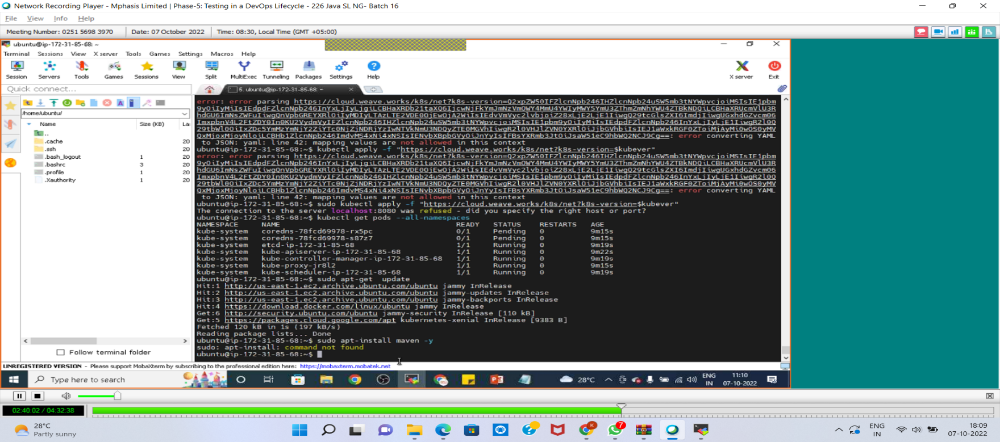 Network Recording Player - Mphasis Limited | Phase-5: Testing in a DevOps Lifecycle - 226 Java SL NG- Batch 16
File View Info Help
Meeting Number: 0251 5698 3970 Date: 07 October 2022 Time: 08:30, Local Time (GMT +05:00)
ubuntu@ip-172-31-85-68: ~
Terminal Sessions View X server Tools Games Settings Macros Help
Session Servers Tools Games Sessions View Split MultiExec Tunneling Packages Settings Help X server Exit
Quick connect...
5. ubuntu@ip-172-31-85-68: ~
/home/ubuntu/
Name Size (KB) La
..
.cache 20
.ssh 20
.bash_logout 1 20
.bashrc 3 20
.profile 1 20
.Xauthority 1 20
Follow terminal folder
error: error parsing
: error converting YAML
to JSON: yaml: line 42: mapping values are not allowed in this context
ubuntu@ip-172-31-85-68:~$ kubectl apply -f "https://cloud.weave.works/k8s/net?k8s-version=$kubever"
error: error parsing
: error converting YAML
to JSON: yaml: line 42: mapping values are not allowed in this context
ubuntu@ip-172-31-85-68:~$ sudo kubectl apply -f "https://cloud.weave.works/k8s/net?k8s-version=$kubever"
The connection to the server localhost:8080 was refused - did you specify the right host or port?
ubuntu@ip-172-31-85-68:~$ kubectl get pods --all-namespaces
NAMESPACE NAME READY STATUS RESTARTS AGE
kube-system coredns-78fcd69978-rx5pc 0/1 Pending 0 9m15s
kube-system coredns-78fcd69978-s87z7 0/1 Pending 0 9m15s
kube-system etcd-ip-172-31-85-68 1/1 Running 0 9m19s
kube-system kube-apiserver-ip-172-31-85-68 1/1 Running 0 9m22s
kube-system kube-controller-manager-ip-172-31-85-68 1/1 Running 0 9m19s
kube-system kube-proxy-jr8l2 1/1 Running 0 9m15s
kube-system kube-scheduler-ip-172-31-85-68 1/1 Running 0 9m19s
ubuntu@ip-172-31-85-68:~$ sudo apt-get update
Hit:1 http://us-east-1.ec2.archive.ubuntu.com/ubuntu jammy InRelease
Hit:2 http://us-east-1.ec2.archive.ubuntu.com/ubuntu jammy-updates InRelease
Hit:3 http://us-east-1.ec2.archive.ubuntu.com/ubuntu jammy-backports InRelease
Hit:4 https://download.docker.com/linux/ubuntu jammy InRelease
Get:6 http://security.ubuntu.com/ubuntu jammy-security InRelease [110 kB]
Get:5 https://packages.cloud.google.com/apt kubernetes-xenial InRelease [9383 B]
Fetched 120 kB in 1s (197 kB/s)
Reading package lists... Done
ubuntu@ip-172-31-85-68:~$ sudo apt-install maven -y
sudo: apt-install: command not found
ubuntu@ip-172-31-85-68:~$
UNREGISTERED VERSION - Please support MobaXterm by subscribing to the professional edition here: https://mobaxterm.mobatek.net
Type here to search 28°C ENG IN 11:10 07-10-2022
02:40:02 / 04:32:38
28°C Partly sunny K 7 ENG IN 18:09 07-10-2022